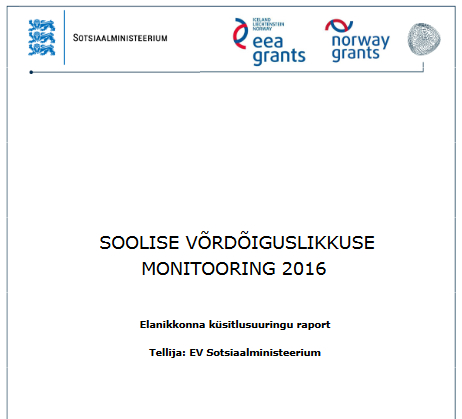 SOTSIAALMINISTEERIUM
ICELAND
LIECHTENSTEIN
NORWAY
eea
grants
norway
grants
SOOLISE VÕRDÕIGUSLIKKUSE
MONITOORING 2016
Elanikkonna küsitlusuuringu raport
Tellija: EV Sotsiaalministeerium